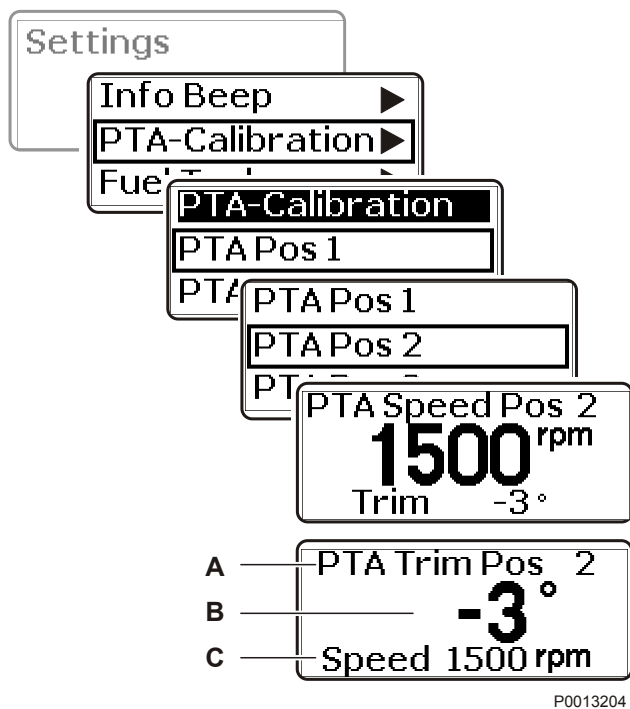 Settings
Info Beep
PTA-Calibration
PTA-Calibration
PTA Pos 1
PTA Pos 1
PTA Pos 2
PTA Speed Pos 2
1500 rpm
Trim -3°
A PTA Trim Pos 2
B -3°
C Speed 1500 rpm
P0013204